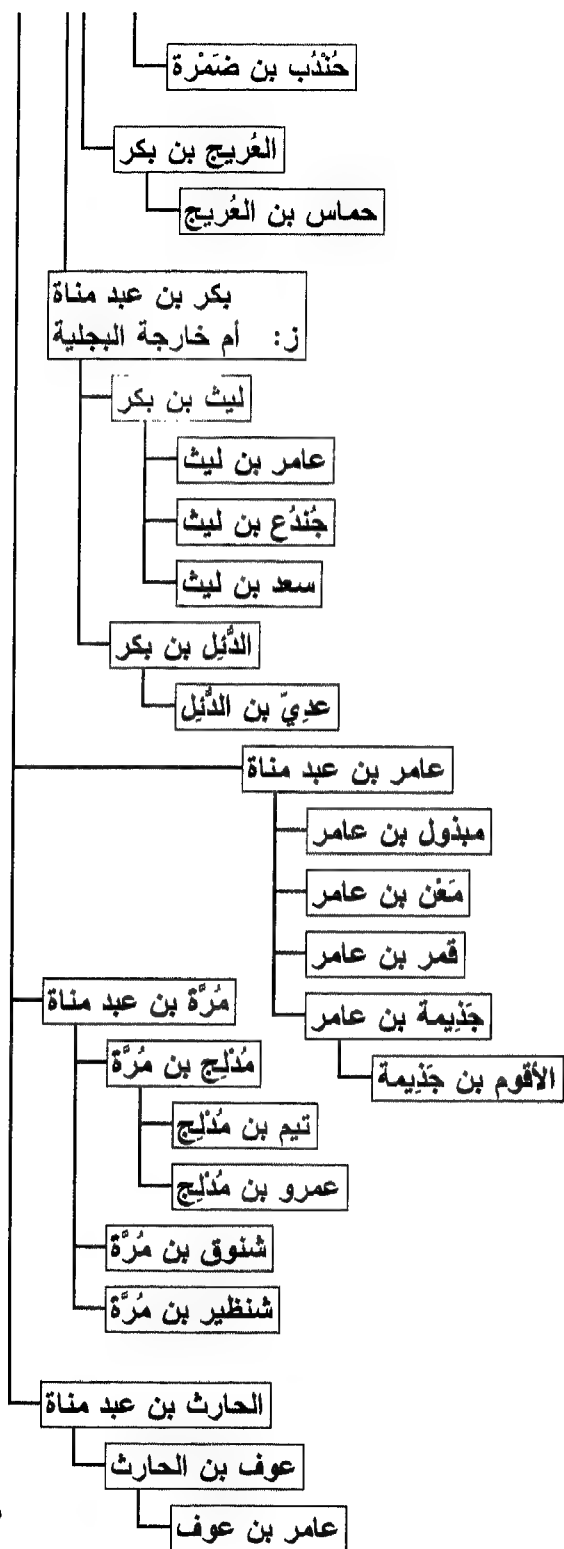 جُنْدُب بن ضَمْرة
العُريج بن بكر
حماس بن العُريج
بكر بن عبد مناة
ز: أم خارجة البجلية
ليث بن بكر
عامر بن ليث
جُندُع بن ليث
سعد بن ليث
الدُّئِل بن بكر
عدِيّ بن الدُّئِل
عامر بن عبد مناة
مبذول بن عامر
مَعْن بن عامر
قمر بن عامر
جَذِيمة بن عامر
الأقوم بن جَذِيمة
مُرَّة بن عبد مناة
مُدْلِج بن مُرَّة
تيم بن مُدْلِج
عمرو بن مُدْلِج
شنوق بن مُرَّة
شنظير بن مُرَّة
الحارث بن عبد مناة
عوف بن الحارث
عامر بن عوف